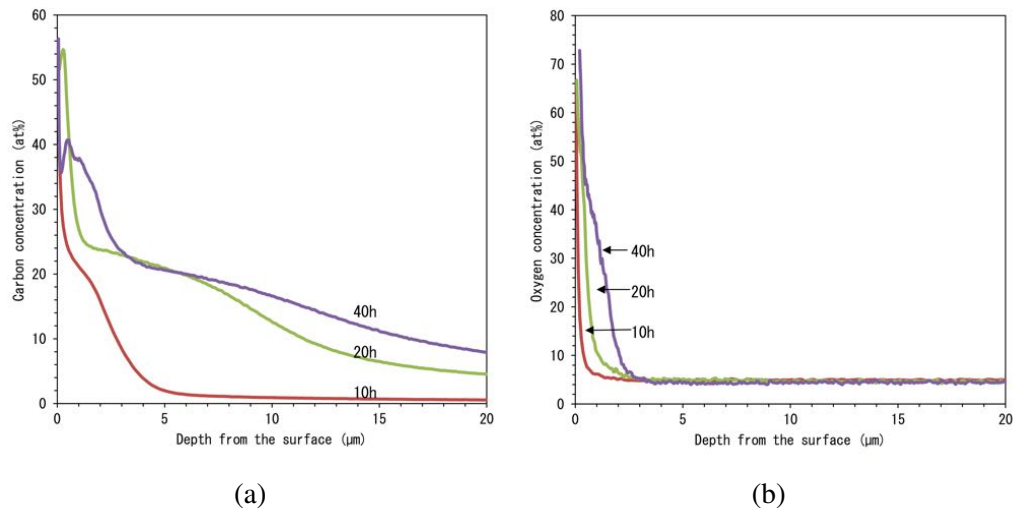 60
50
40
30
20
10
0
Carbon concentration (at%)
40h
20h
10h
0 5 10 15 20
Depth from the surface (μm)
(a)
80
70
60
50
40
30
20
10
0
Oxygen concentration (at%)
40h
20h
10h
0 5 10 15 20
Depth from the surface (μm)
(b)